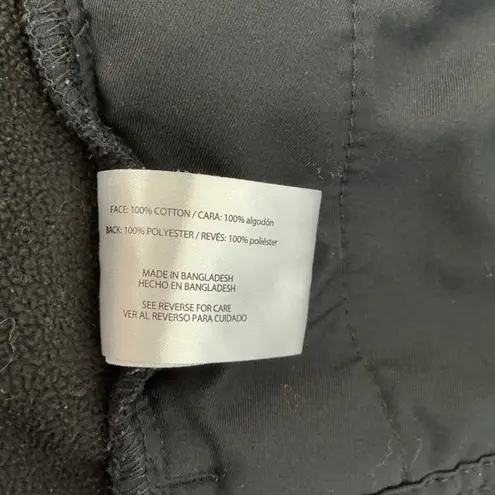 FACE: 100% COTTON / CARA: 100% algodón
BACK: 100% POLYESTER / REVÉS: 100% poliéster
MADE IN BANGLADESH
HECHO EN BANGLADESH
SEE REVERSE FOR CARE
VER AL REVERSO PARA CUIDADO